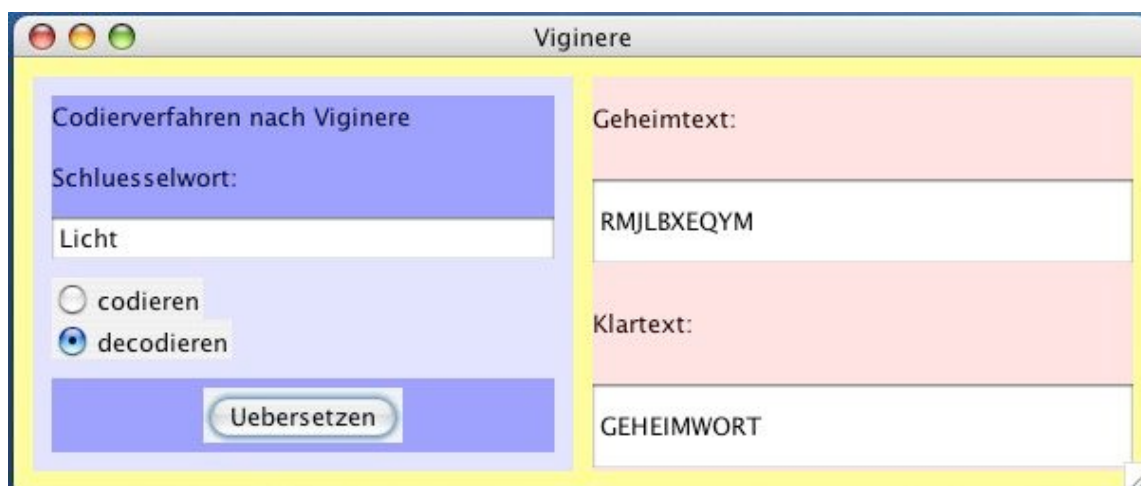 Viginere
Codierverfahren nach Viginere
Schluesselwort:
Licht
codieren
decodieren
Uebersetzen
Geheimtext:
RMJLBXEQYM
Klartext:
GEHEIMWORT